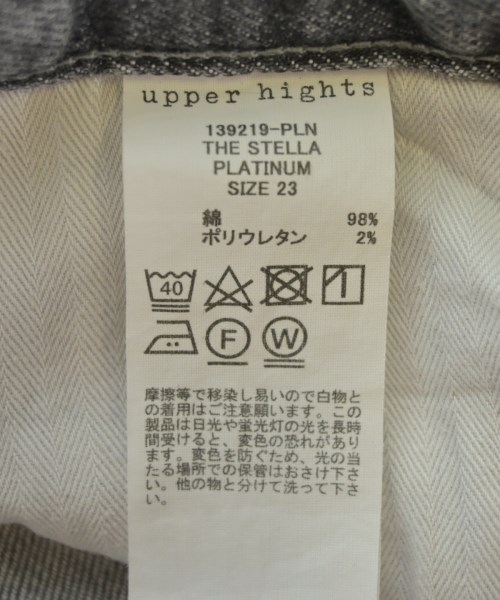 upper hights
139219-PLN
THE STELLA
PLATINUM
SIZE 23
綿 98%
ポリウレタン 2%
40
F W
摩擦等で移染し易いので白物と
の着用はご注意願います。この
製品は日光や蛍光灯の光を長時
間受けると、変色の恐れがあり
ます。変色を防ぐため、光の当
たる場所での保管はおさけ下さ
い。他の物と分けて洗って下さ
い。